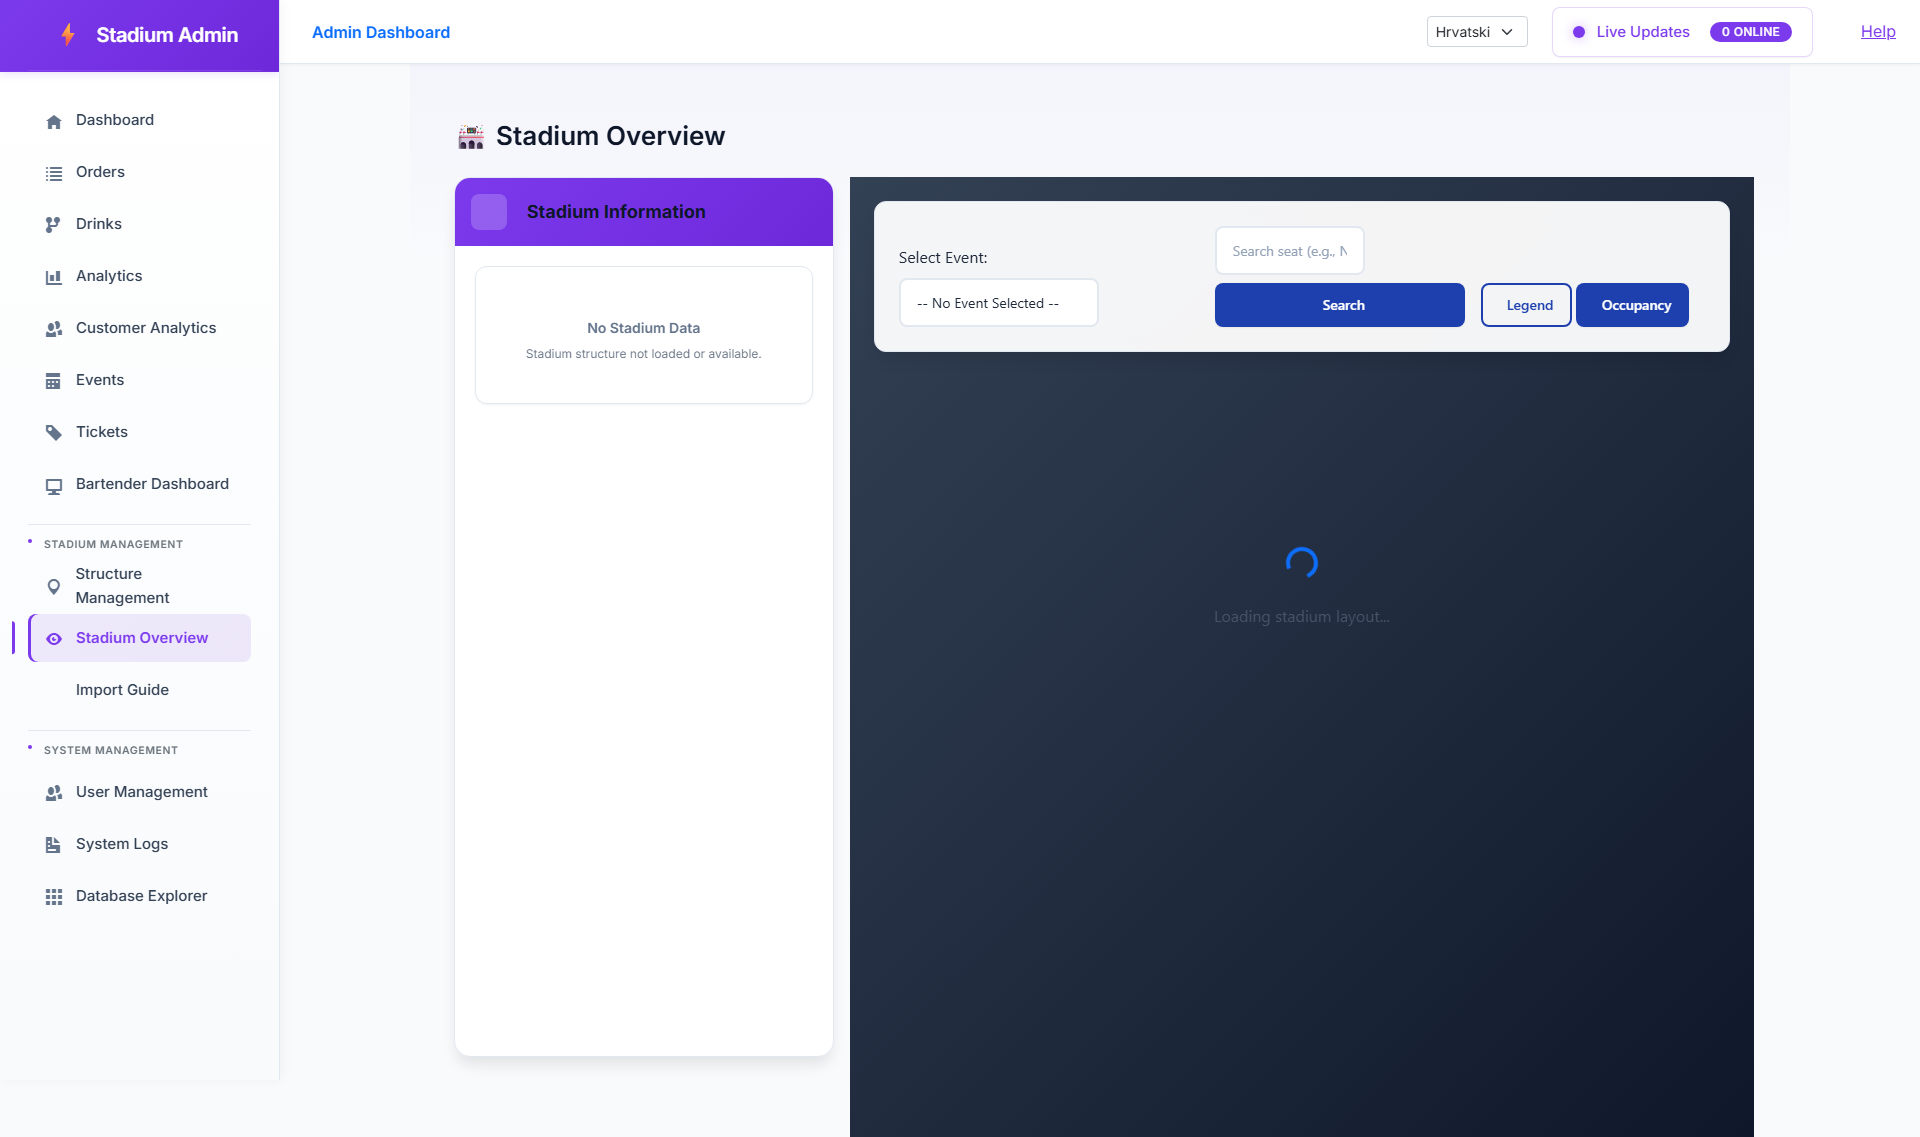 Stadium Admin
Admin Dashboard
Hrvatski
Live Updates
0 ONLINE
Help
Dashboard
Orders
Drinks
Analytics
Customer Analytics
Events
Tickets
Bartender Dashboard
STADIUM MANAGEMENT
Structure
Management
Stadium Overview
Import Guide
SYSTEM MANAGEMENT
User Management
System Logs
Database Explorer
Stadium Overview
Stadium Information
No Stadium Data
Stadium structure not loaded or available.
Select Event:
-- No Event Selected --
Search seat (e.g., N
Search
Legend
Occupancy
Loading stadium layout...